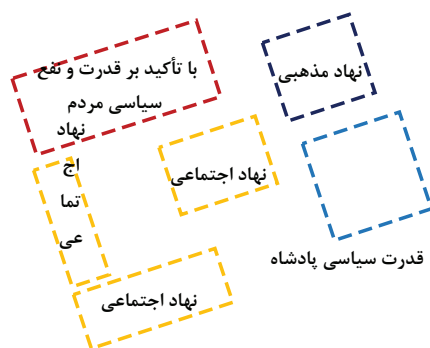 با تأکید بر قدرت و نفع
سیاسی مردم
نهاد مذهبی
نهاد
اج
تما
عی
نهاد اجتماعی
قدرت سیاسی پادشاه
نهاد اجتماعی